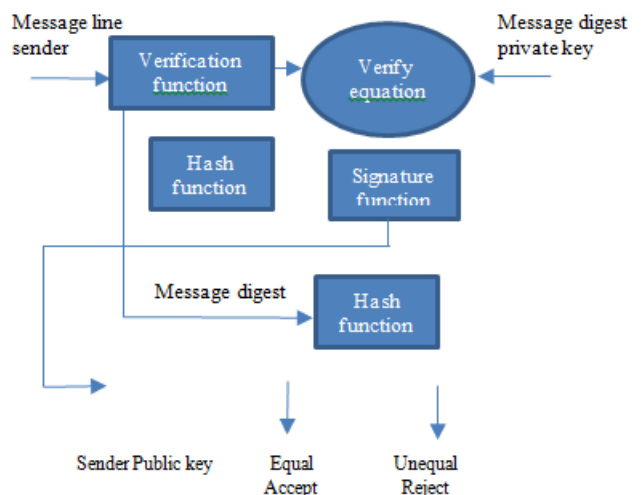 Message line
sender
Verification
function
Verify
equation
Message digest
private key
Hash
function
Signature
function
Message digest
Hash
function
Sender Public key
Equal
Accept
Unequal
Reject